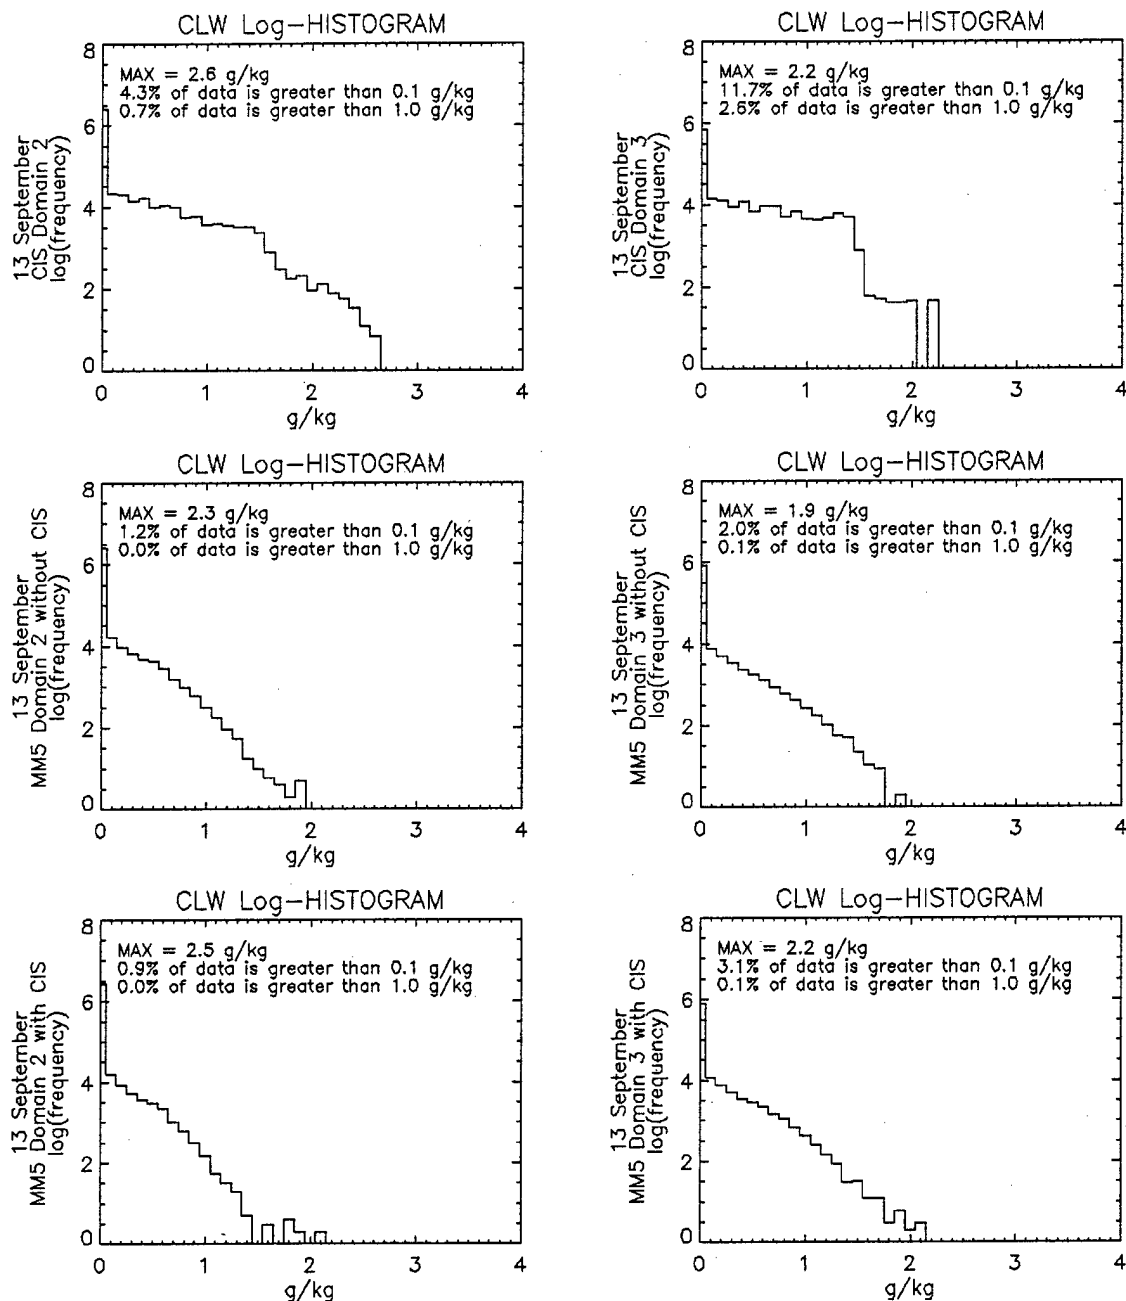 CLW Log-HISTOGRAM
8
6
4
2
0
MAX = 2.6 g/kg
4.3% of data is greater than 0.1 g/kg
0.7% of data is greater than 1.0 g/kg
13 September
CIS Domain 2
log(frequency)
0 1 2 3 4
g/kg
CLW Log-HISTOGRAM
8
6
4
2
0
MAX = 2.2 g/kg
11.7% of data is greater than 0.1 g/kg
2.6% of data is greater than 1.0 g/kg
13 September
CIS Domain 3
log(frequency)
0 1 2 3 4
g/kg
CLW Log-HISTOGRAM
8
6
4
2
0
MAX = 2.3 g/kg
1.2% of data is greater than 0.1 g/kg
0.0% of data is greater than 1.0 g/kg
13 September
MM5 Domain 2 without CIS
log(frequency)
0 1 2 3 4
g/kg
CLW Log-HISTOGRAM
8
6
4
2
0
MAX = 1.9 g/kg
2.0% of data is greater than 0.1 g/kg
0.1% of data is greater than 1.0 g/kg
13 September
MM5 Domain 3 without CIS
log(frequency)
0 1 2 3 4
g/kg
CLW Log-HISTOGRAM
8
6
4
2
0
MAX = 2.5 g/kg
0.9% of data is greater than 0.1 g/kg
0.0% of data is greater than 1.0 g/kg
13 September
MM5 Domain 2 with CIS
log(frequency)
0 1 2 3 4
g/kg
CLW Log-HISTOGRAM
8
6
4
2
0
MAX = 2.2 g/kg
3.1% of data is greater than 0.1 g/kg
0.1% of data is greater than 1.0 g/kg
13 September
MM5 Domain 3 with CIS
log(frequency)
0 1 2 3 4
g/kg